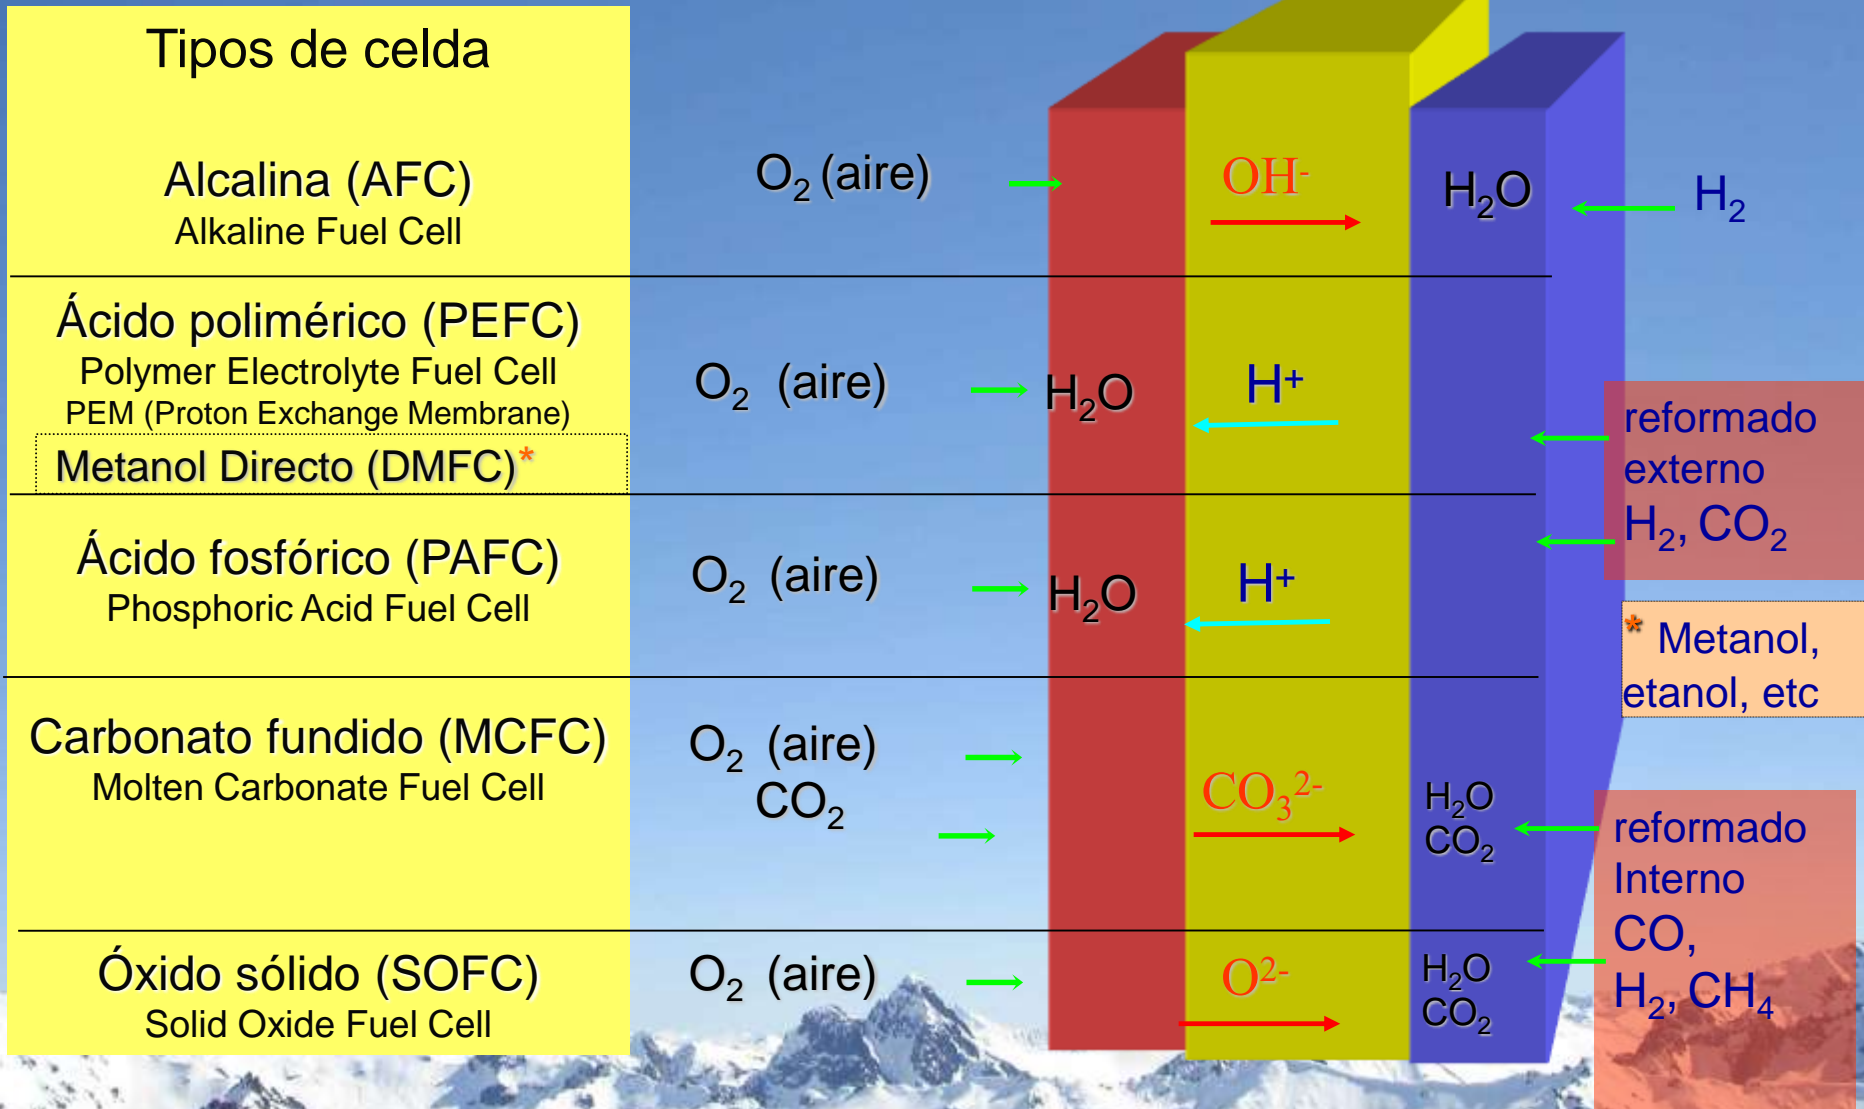 Tipos de celda
Alcalina (AFC)
Alkaline Fuel Cell
O₂ (aire)
OH⁻
H₂O
H₂
Ácido polimérico (PEFC)
Polymer Electrolyte Fuel Cell
PEM (Proton Exchange Membrane)
Metanol Directo (DMFC)*
O₂ (aire)
H₂O
H⁺
reformado
externo
H₂, CO₂
Ácido fosfórico (PAFC)
Phosphoric Acid Fuel Cell
O₂ (aire)
H₂O
H⁺
* Metanol,
etanol, etc
Carbonato fundido (MCFC)
Molten Carbonate Fuel Cell
O₂ (aire)
CO₂
CO₃²⁻
H₂O
CO₂
reformado
Interno
CO,
H₂, CH₄
Óxido sólido (SOFC)
Solid Oxide Fuel Cell
O₂ (aire)
O²⁻
H₂O
CO₂